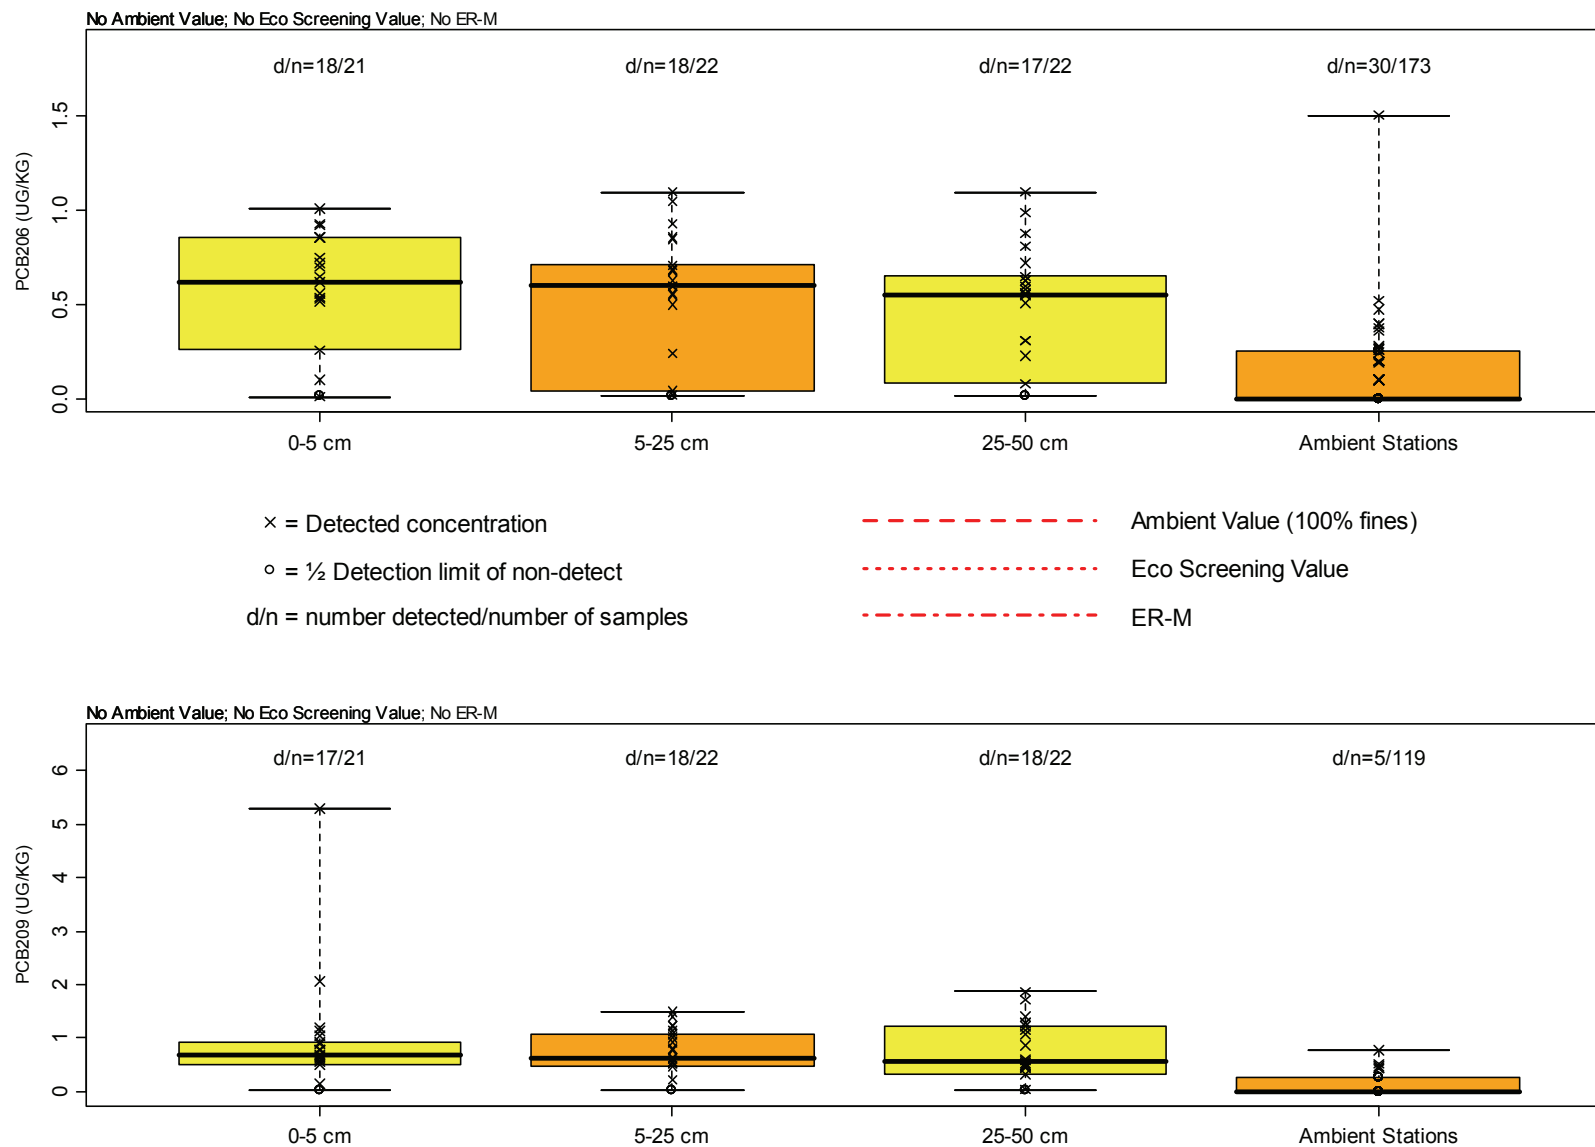 No Ambient Value; No Eco Screening Value; No ER-M
d/n=18/21 d/n=18/22 d/n=17/22 d/n=30/173
PCB206 (UG/KG)
1.5
1.0
0.5
0.0
0-5 cm 5-25 cm 25-50 cm Ambient Stations
× = Detected concentration
Ambient Value (100% fines)
o = ½ Detection limit of non-detect
Eco Screening Value
d/n = number detected/number of samples
ER-M
No Ambient Value; No Eco Screening Value; No ER-M
d/n=17/21 d/n=18/22 d/n=18/22 d/n=5/119
PCB209 (UG/KG)
6
5
4
3
2
1
0
0-5 cm 5-25 cm 25-50 cm Ambient Stations